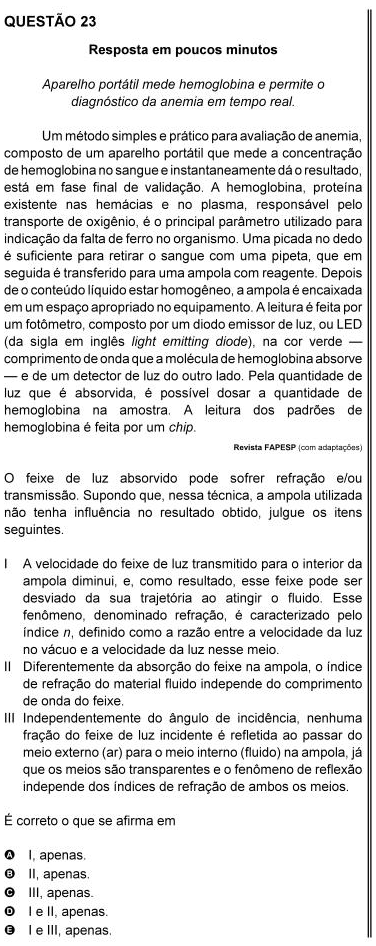 QUESTÃO 23
Resposta em poucos minutos
Aparelho portátil mede hemoglobina e permite o
diagnóstico da anemia em tempo real.
Um método simples e prático para avaliação de anemia,
composto de um aparelho portátil que mede a concentração
de hemoglobina no sangue e instantaneamente dá o resultado,
está em fase final de validação. A hemoglobina, proteína
existente nas hemácias e no plasma, responsável pelo
transporte de oxigênio, é o principal parâmetro utilizado para
indicação da falta de ferro no organismo. Uma picada no dedo
é suficiente para retirar o sangue com uma pipeta, que em
seguida é transferido para uma ampola com reagente. Depois
de o conteúdo líquido estar homogêneo, a ampola é encaixada
em um espaço apropriado no equipamento. A leitura é feita por
um fotômetro, composto por um diodo emissor de luz, ou LED
(da sigla em inglês light emitting diode), na cor verde —
comprimento de onda que a molécula de hemoglobina absorve
— e de um detector de luz do outro lado. Pela quantidade de
luz que é absorvida, é possível dosar a quantidade de
hemoglobina na amostra. A leitura dos padrões de
hemoglobina é feita por um chip.
Revista FAPESP (com adaptações)
O feixe de luz absorvido pode sofrer refração e/ou
transmissão. Supondo que, nessa técnica, a ampola utilizada
não tenha influência no resultado obtido, julgue os itens
seguintes.
I A velocidade do feixe de luz transmitido para o interior da
ampola diminui, e, como resultado, esse feixe pode ser
desviado da sua trajetória ao atingir o fluido. Esse
fenômeno, denominado refração, é caracterizado pelo
índice n, definido como a razão entre a velocidade da luz
no vácuo e a velocidade da luz nesse meio.
II Diferentemente da absorção do feixe na ampola, o índice
de refração do material fluido independe do comprimento
de onda do feixe.
III Independentemente do ângulo de incidência, nenhuma
fração do feixe de luz incidente é refletida ao passar do
meio externo (ar) para o meio interno (fluido) na ampola, já
que os meios são transparentes e o fenômeno de reflexão
independe dos índices de refração de ambos os meios.
É correto o que se afirma em
A I, apenas.
B II, apenas.
C III, apenas.
D I e II, apenas.
E I e III, apenas.